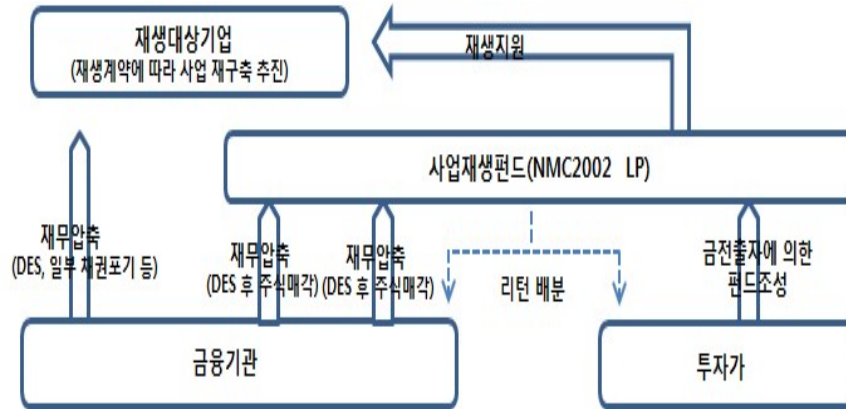 재생대상기업
(재생계약에 따라 사업 재구축 추진)
재생지원
사업재생펀드(NMC2002 LP)
재무압축
(DES, 일부 채권포기 등)
재무압축
(DES 후 주식매각)
재무압축
(DES 후 주식매각)
리턴 배분
금전출자에 의한
펀드조성
금융기관
투자가